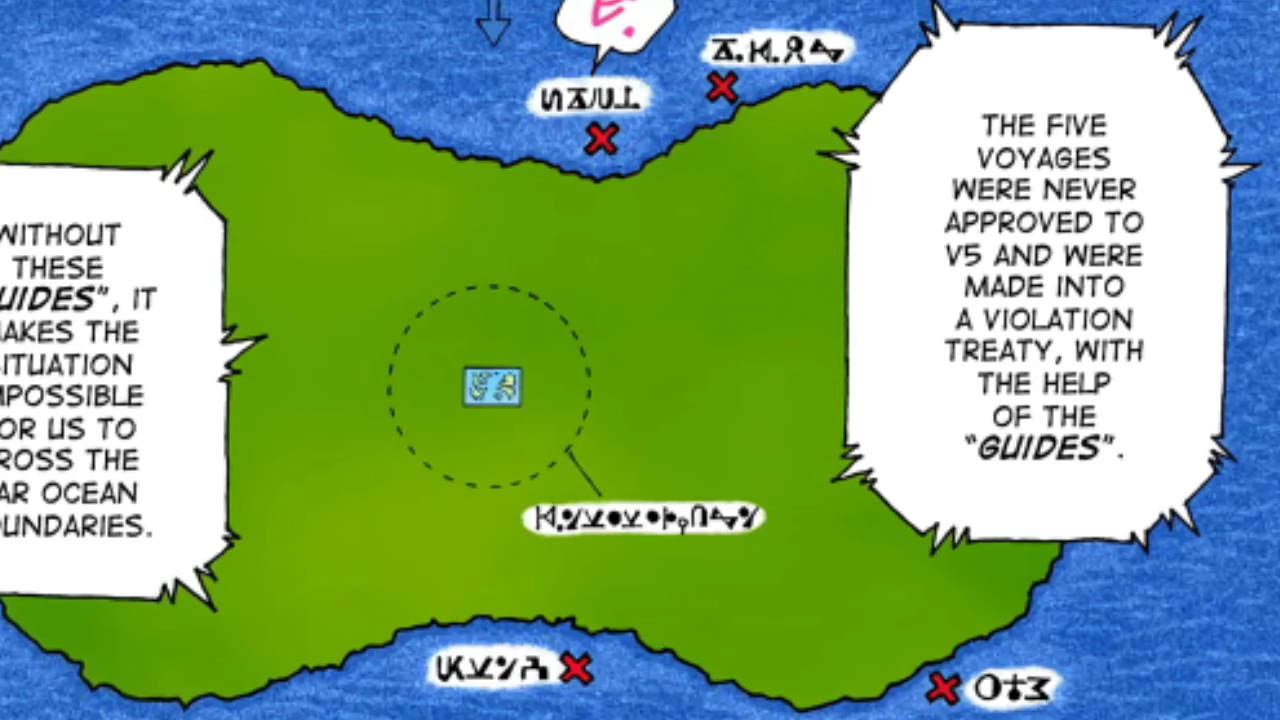 E.
WITHOUT
THESE
UIDES”, IT
AKES THE
ITUATION
MPOSSIBLE
OR US TO
ROSS THE
AR OCEAN
UNDARIES.
THE FIVE
VOYAGES
WERE NEVER
APPROVED TO
V5 AND WERE
MADE INTO
A VIOLATION
TREATY, WITH
THE HELP
OF THE
“GUIDES”.